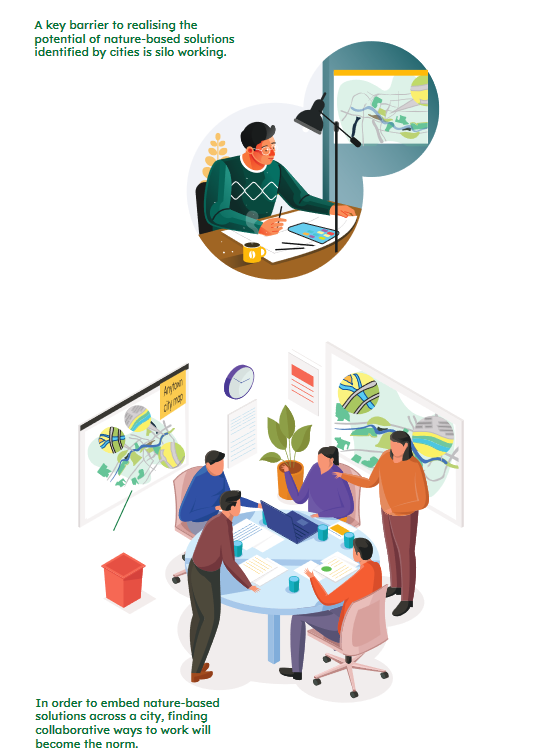 A key barrier to realising the
potential of nature-based solutions
identified by cities is silo working.
Anytown
city map
In order to embed nature-based
solutions across a city, finding
collaborative ways to work will
become the norm.